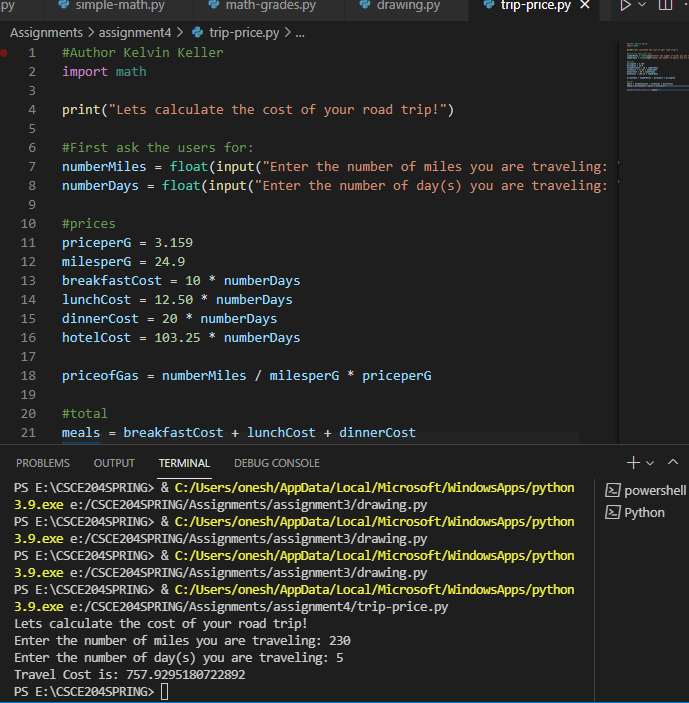 .py simple-math.py math-grades.py drawing.py trip-price.py
Assignments > assignment4 > trip-price.py > ...
1 #Author Kelvin Keller
2 import math
3
4 print("Lets calculate the cost of your road trip!")
5
6 #First ask the users for:
7 numberMiles = float(input("Enter the number of miles you are traveling: "
8 numberDays = float(input("Enter the number of day(s) you are traveling: "
9
10 #prices
11 priceperG = 3.159
12 milesperG = 24.9
13 breakfastCost = 10 * numberDays
14 lunchCost = 12.50 * numberDays
15 dinnerCost = 20 * numberDays
16 hotelCost = 103.25 * numberDays
17
18 priceofGas = numberMiles / milesperG * priceperG
19
20 #total
21 meals = breakfastCost + lunchCost + dinnerCost
PROBLEMS OUTPUT TERMINAL DEBUG CONSOLE
PS E:\CSCE204SPRING> & C:/Users/onesh/AppData/Local/Microsoft/WindowsApps/python
3.9.exe e:/CSCE204SPRING/Assignments/assignment3/drawing.py
PS E:\CSCE204SPRING> & C:/Users/onesh/AppData/Local/Microsoft/WindowsApps/python
3.9.exe e:/CSCE204SPRING/Assignments/assignment3/drawing.py
PS E:\CSCE204SPRING> & C:/Users/onesh/AppData/Local/Microsoft/WindowsApps/python
3.9.exe e:/CSCE204SPRING/Assignments/assignment3/drawing.py
PS E:\CSCE204SPRING> & C:/Users/onesh/AppData/Local/Microsoft/WindowsApps/python
3.9.exe e:/CSCE204SPRING/Assignments/assignment4/trip-price.py
Lets calculate the cost of your road trip!
Enter the number of miles you are traveling: 230
Enter the number of day(s) you are traveling: 5
Travel Cost is: 757.9295180722892
PS E:\CSCE204SPRING>
powershell
Python